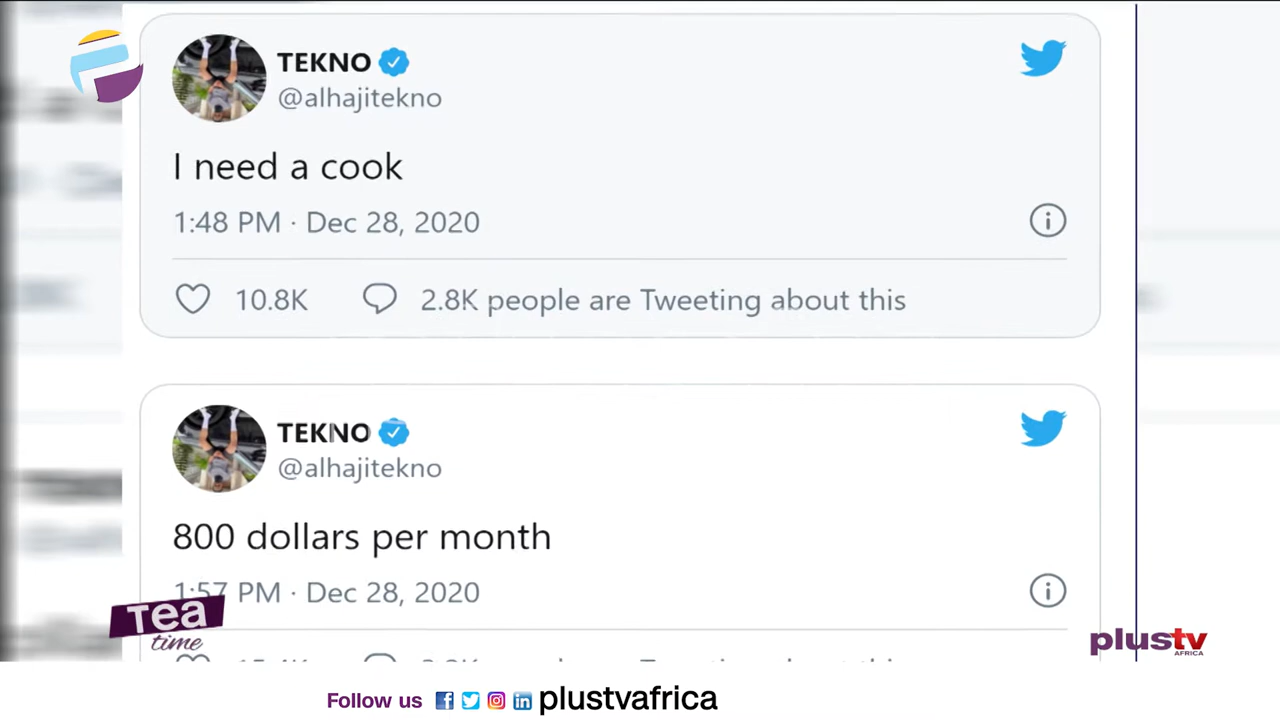 TEKNO
@alhajitekno
I need a cook
1:48 PM · Dec 28, 2020
10.8K 2.8K people are Tweeting about this
TEKNO
@alhajitekno
800 dollars per month
1:57 PM · Dec 28, 2020
Tea
time
plustv
AFRICA
Follow us plustvafrica